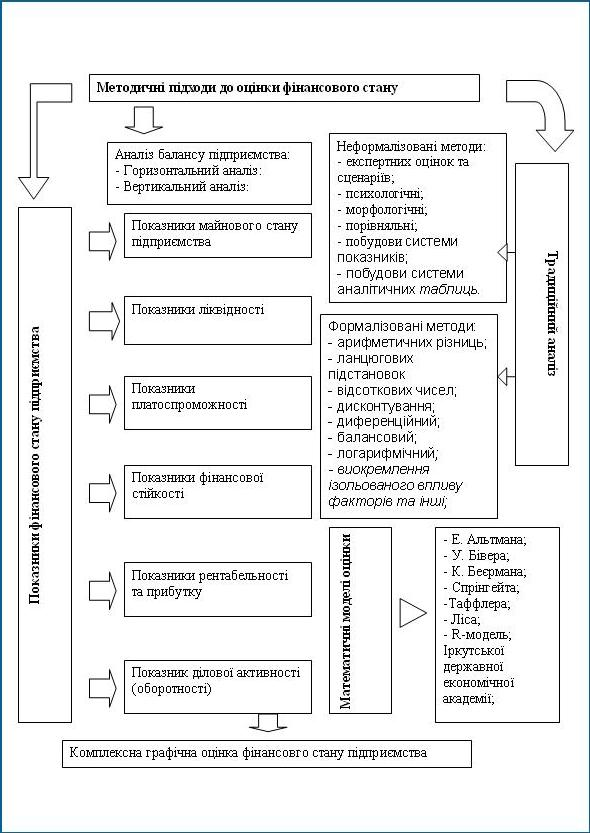 Методичні підходи до оцінки фінансового стану
Аналіз балансу підприємства:
- Горизонтальний аналіз:
- Вертикальний аналіз:
Показники фінансового стану підприємства
Показники майнового стану
підприємства
Показники ліквідності
Показники
платоспроможності
Показники фінансової
стійкості
Показники рентабельності
та прибутку
Показник ділової активності
(оборотності)
Неформалізовані методи:
- експертних оцінок та
сценаріїв;
- психологічні;
- морфологічні;
- порівняльні;
- побудови системи
показників;
- побудови системи
аналітичних таблиць.
Традиційний аналіз
Формалізовані методи:
- арифметичних різниць;
- ланцюгових
підстановок
- відсоткових чисел;
- дисконтування;
- диференційний;
- балансовий;
- логарифмічний;
- виокремлення
ізольованого впливу
факторів та інші;
Математичні моделі оцінки
- Е. Альтмана;
- У. Бівера;
- К. Беєрмана;
- Спрінгейта;
-Таффлера;
- Ліса;
- R-модель;
Іркутської
державної
економічної
академії;
Комплексна графічна оцінка фінансвго стану підприємства